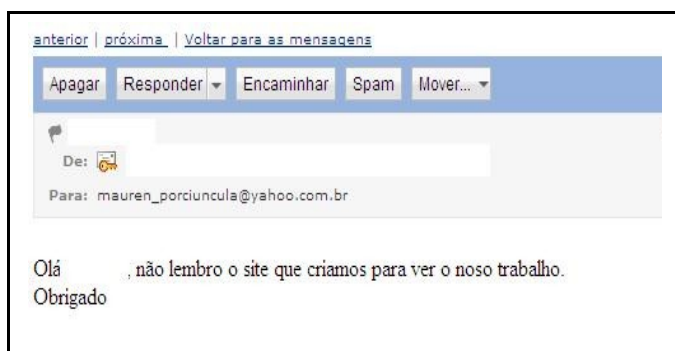 anterior | próxima | Voltar para as mensagens
Apagar Responder Encaminhar Spam Mover...
De:
Para: mauren_porciuncula@yahoo.com.br
Olá , não lembro o site que criamos para ver o noso trabalho.
Obrigado